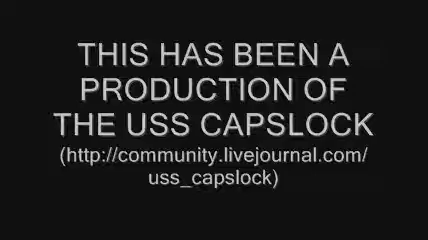 THIS HAS BEEN A
PRODUCTION OF
THE USS CAPSLOCK
(http://community.livejournal.com/
uss_capslock)